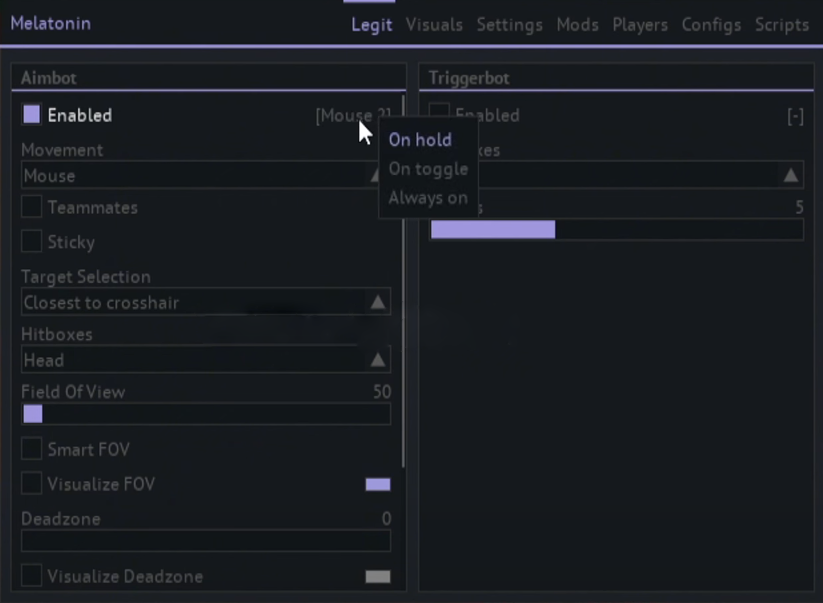 Melatonin
Legit Visuals Settings Mods Players Configs Scripts
Aimbot
Enabled
Movement
Mouse
Teammates
Sticky
Target Selection
Closest to crosshair
Hitboxes
Head
Field Of View 50
Smart FOV
Visualize FOV
Deadzone 0
Visualize Deadzone
On hold
On toggle
Always on
Triggerbot
Enabled [-]
5